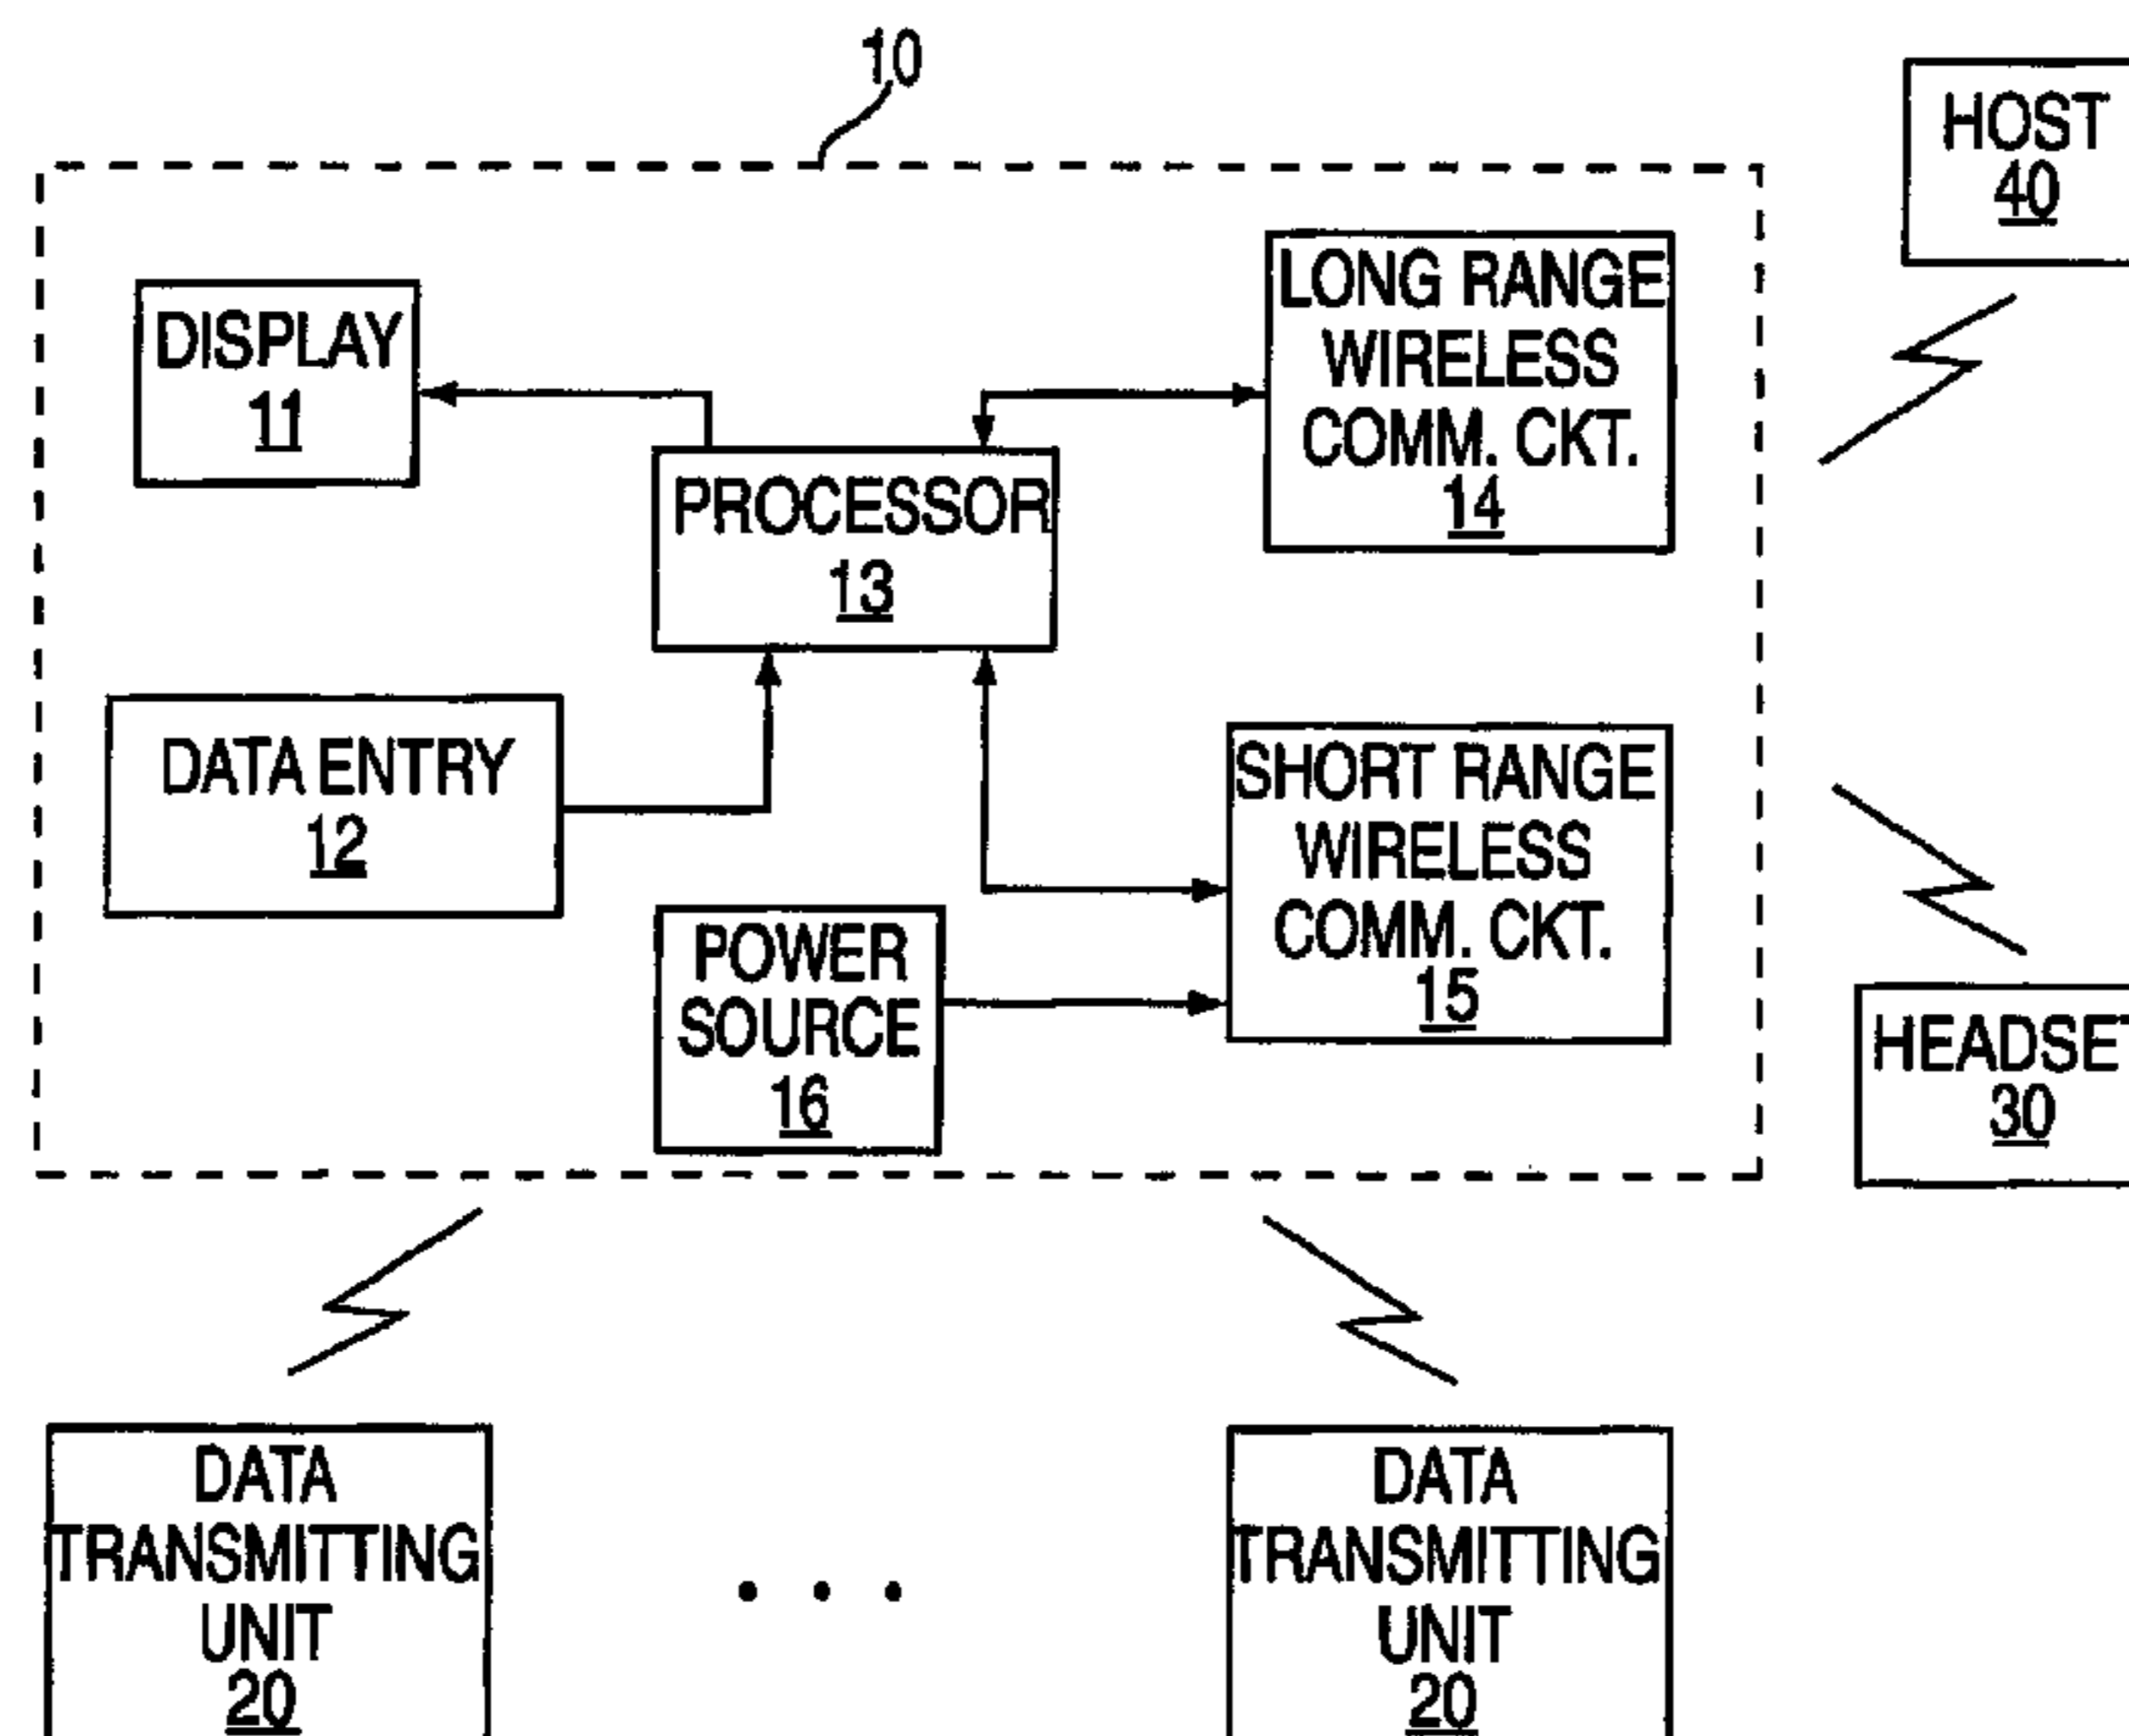 10
HOST
40
DISPLAY
11
LONG RANGE
WIRELESS
COMM. CKT.
14
PROCESSOR
13
DATA ENTRY
12
SHORT RANGE
WIRELESS
COMM. CKT.
15
POWER
SOURCE
16
HEADSET
30
DATA
TRANSMITTING
UNIT
20
. . .
DATA
TRANSMITTING
UNIT
20